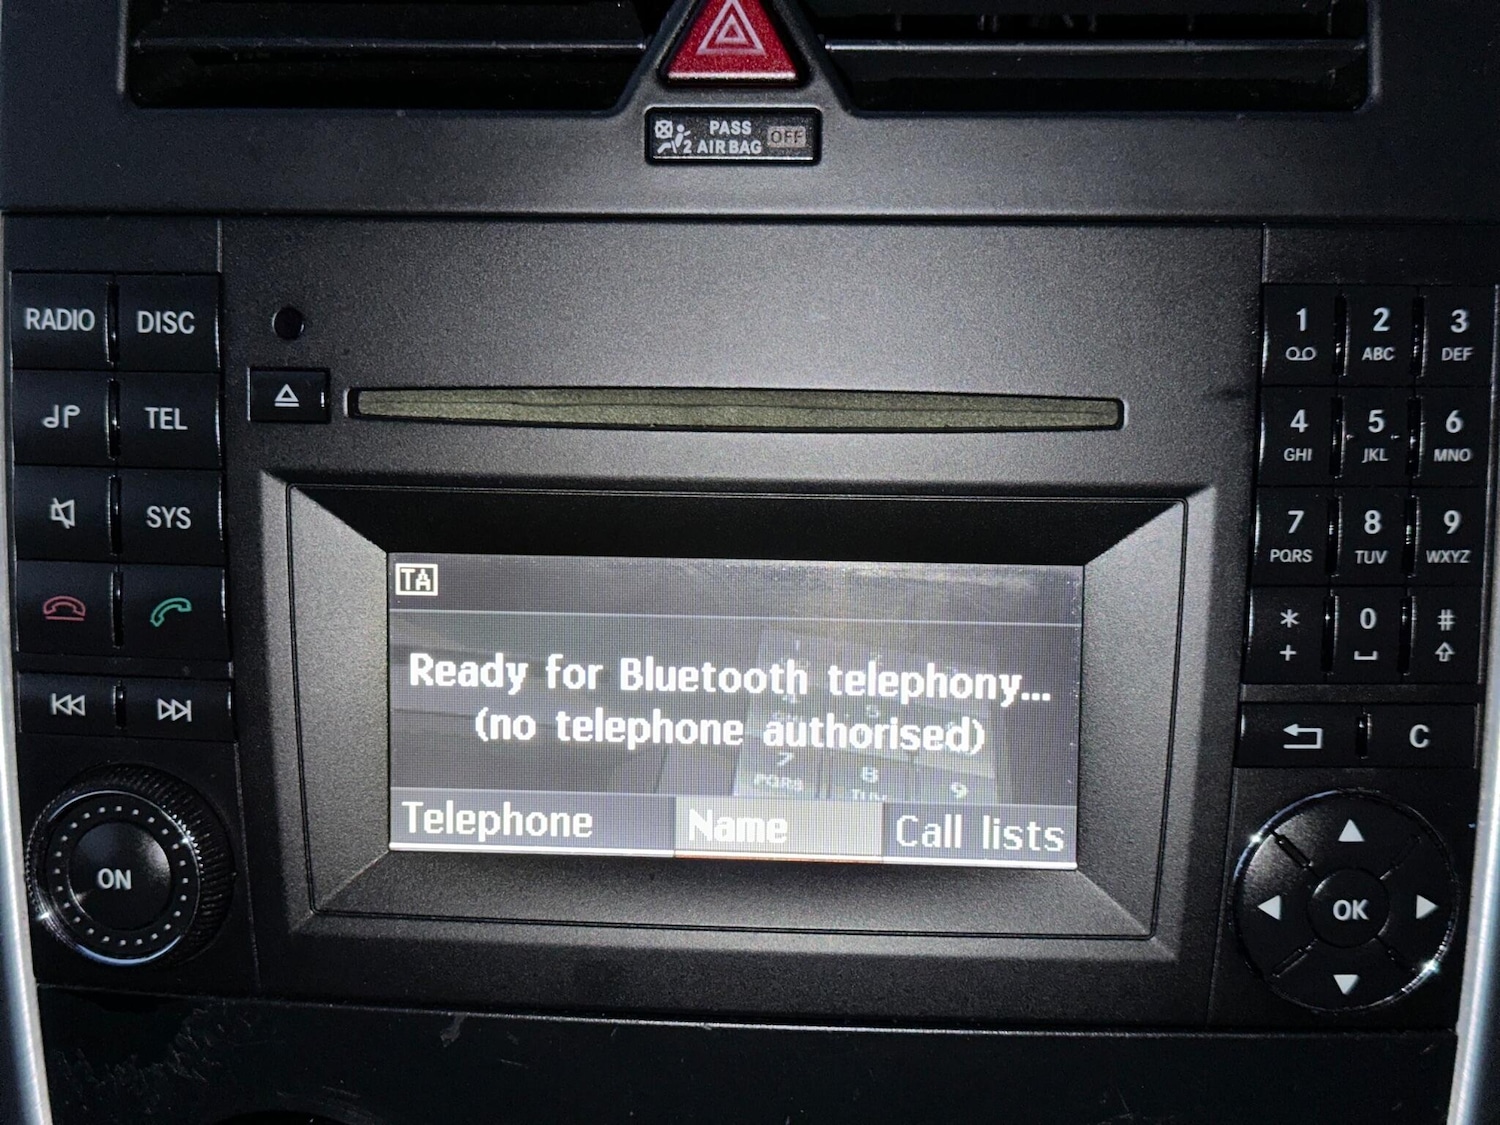 PASS
2 AIRBAG OFF
RADIO DISC
TEL
SYS
ON
TA
Ready for Bluetooth telephony...
(no telephone authorised)
Telephone Name Call lists
1 2 3
ABC DEF
4 5 6
GHI JKL MNO
7 8 9
PQRS TUV WXYZ
* 0 #
+
C
OK